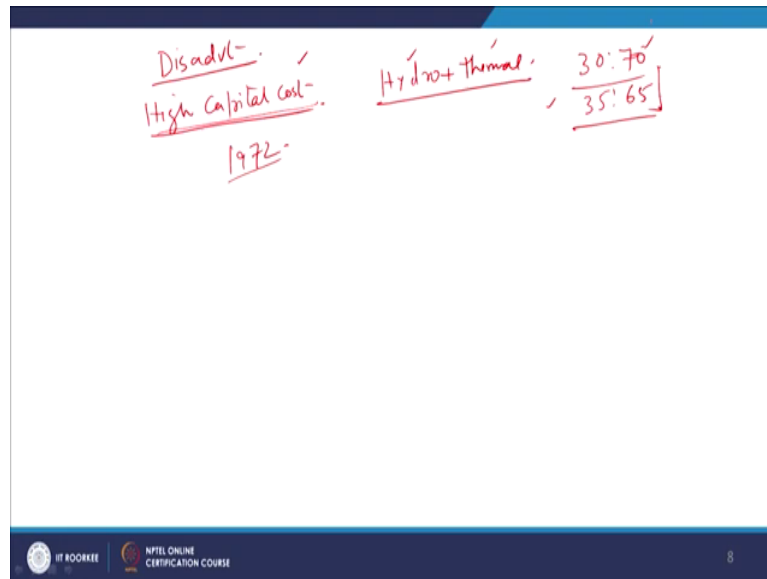 Disadvt-.
High Capital Cost-.
1972-
Hydro+ thermal.
30:70
35:65
IIT ROORKEE
NPTEL ONLINE
CERTIFICATION COURSE
8